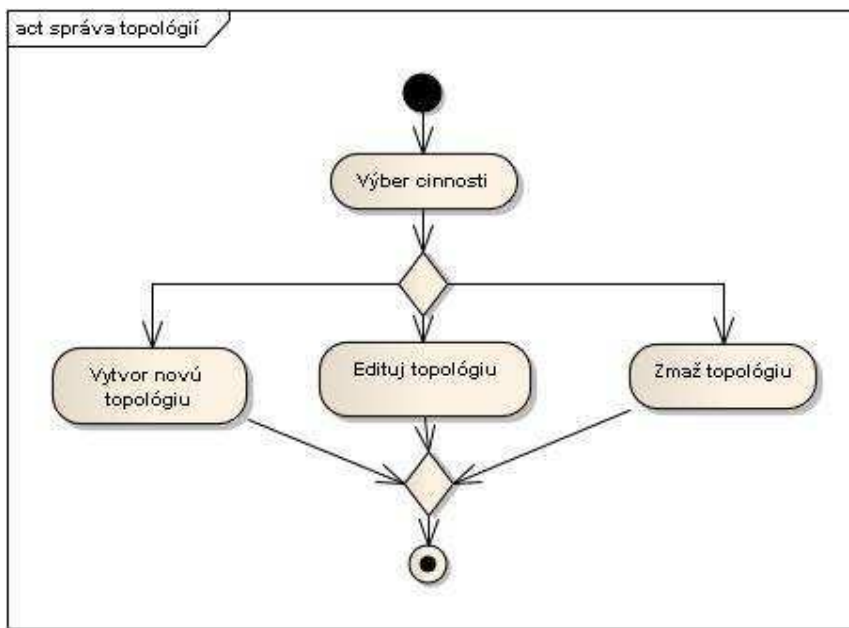 act správa topológií
Výber cinnosti
Vytvor novú
topológiu
Edituj topológiu
Zmaž topológiu